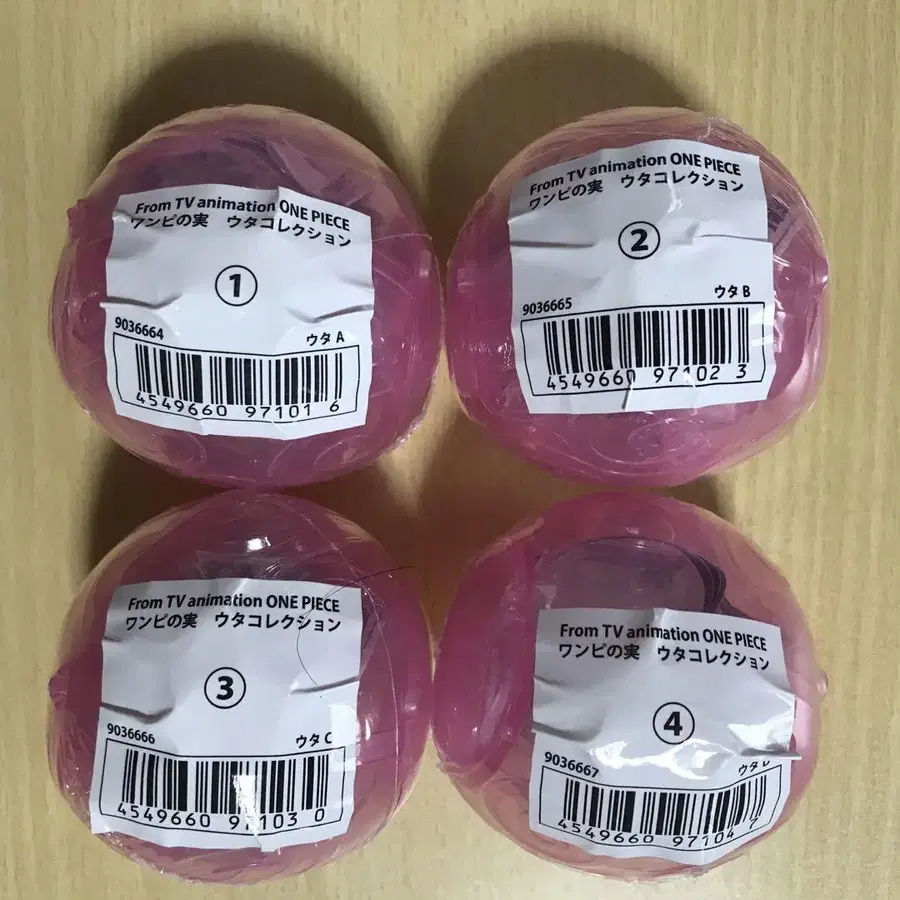 From TV animation ONE PIECE
ワンピの実 ウタコレクション
①
9036664 ウタ A
4549660 97101 6
From TV animation ONE PIECE
ワンピの実 ウタコレクション
②
9036665 ウタ B
4549660 97102 3
From TV animation ONE PIECE
ワンピの実 ウタコレクション
③
9036666 ウタ C
4549660 97103 0
From TV animation ONE PIECE
ワンピの実 ウタコレクション
④
9036667 ウタ
4549660 97104 7